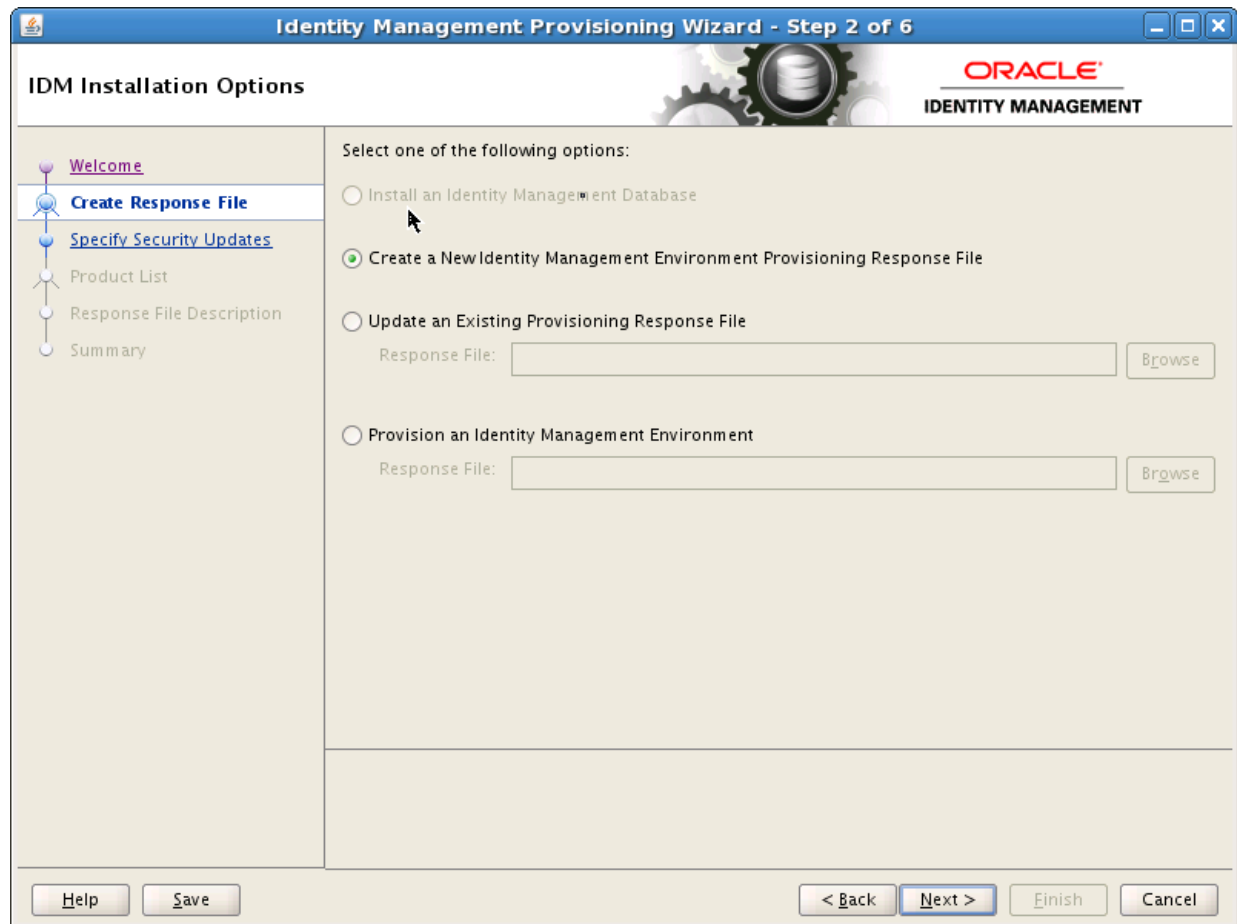 Identity Management Provisioning Wizard - Step 2 of 6
IDM Installation Options
ORACLE
IDENTITY MANAGEMENT
Welcome
Create Response File
Specify Security Updates
Product List
Response File Description
Summary
Select one of the following options:
Install an Identity Management Database
Create a New Identity Management Environment Provisioning Response File
Update an Existing Provisioning Response File
Response File:
Browse
Provision an Identity Management Environment
Response File:
Browse
Help
Save
< Back
Next >
Finish
Cancel